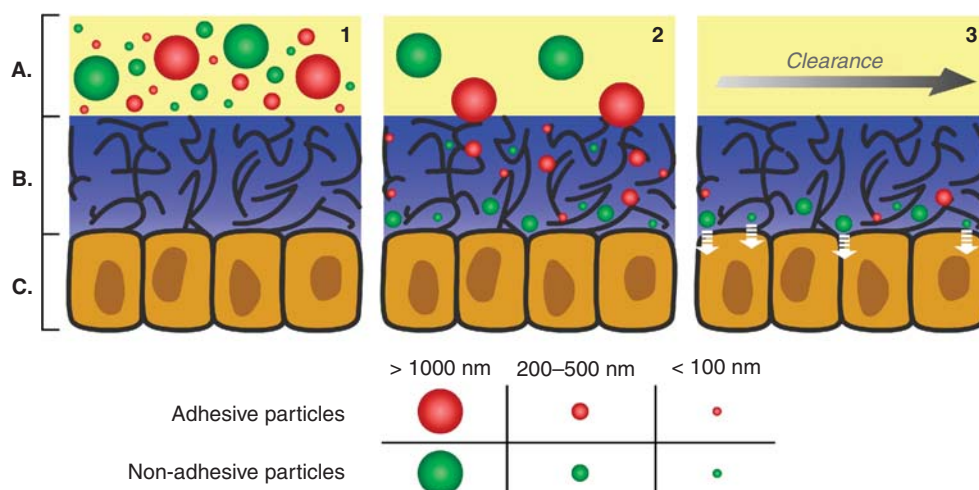 A.
1
2
3
Clearance
B.
C.
> 1000 nm 200–500 nm < 100 nm
Adhesive particles
Non-adhesive particles